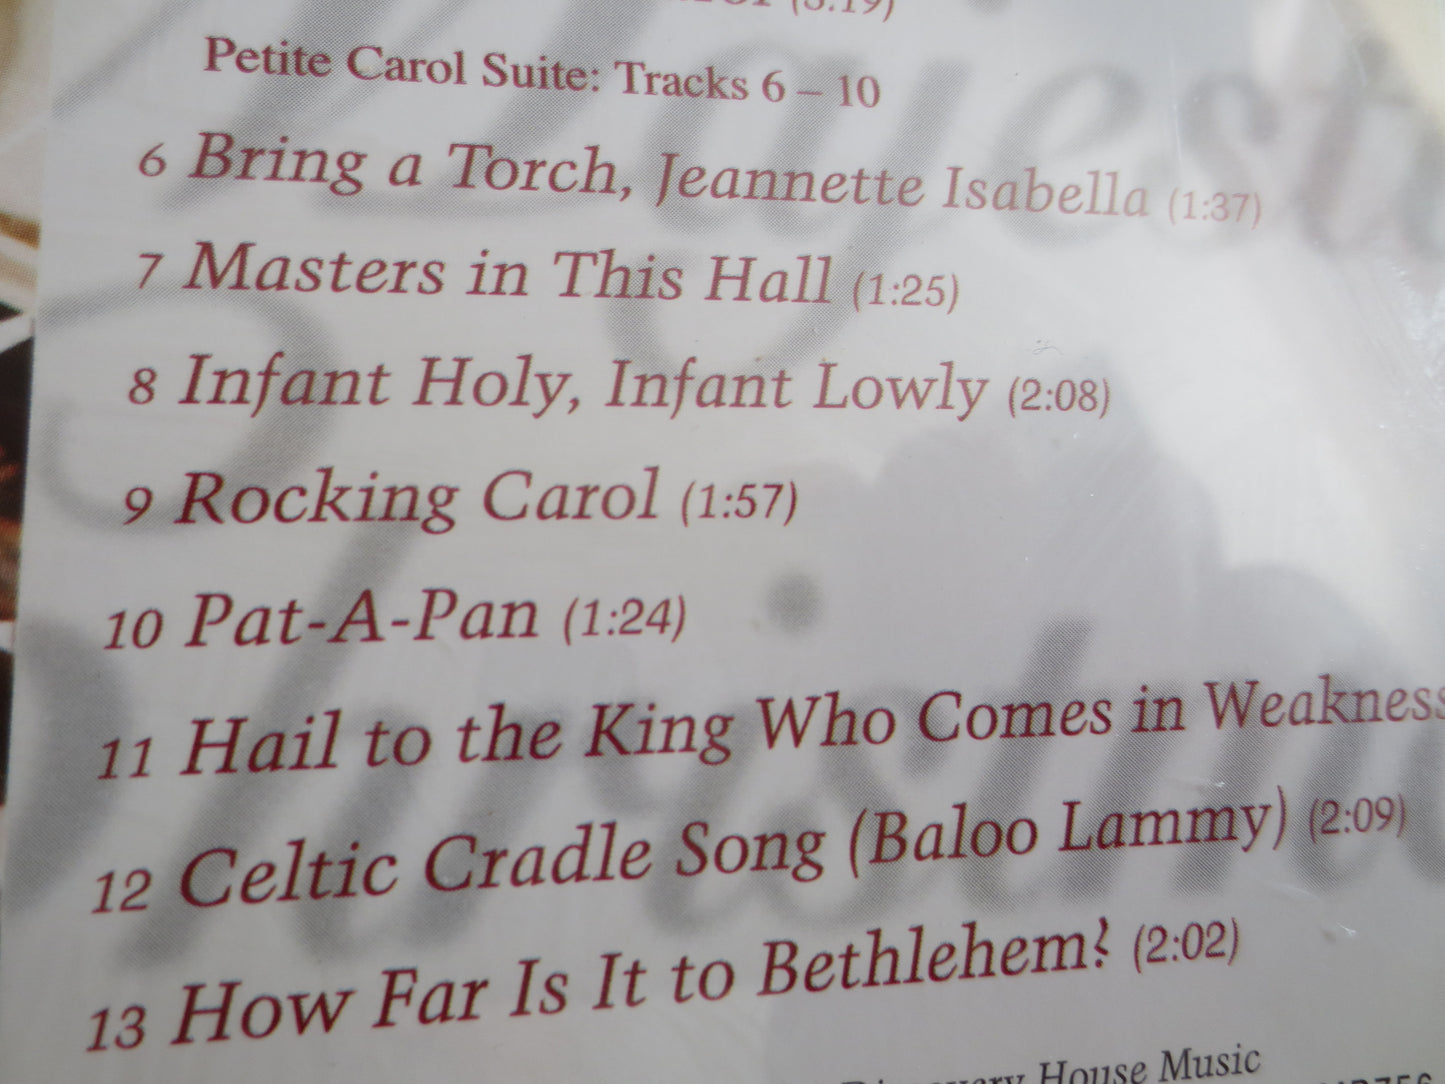 (3:19)
Petite Carol Suite: Tracks 6 – 10
6 Bring a Torch, Jeannette Isabella (1:37)
7 Masters in This Hall (1:25)
8 Infant Holy, Infant Lowly (2:08)
9 Rocking Carol (1:57)
10 Pat-A-Pan (1:24)
11 Hail to the King Who Comes in Weakness
12 Celtic Cradle Song (Baloo Lammy) (2:09)
13 How Far Is It to Bethlehem? (2:02)
House Music